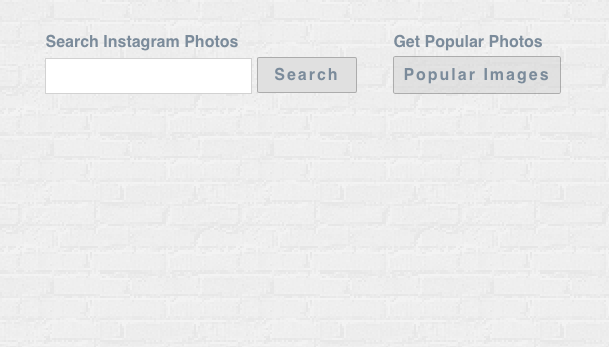 Search Instagram Photos
Search
Get Popular Photos
Popular Images